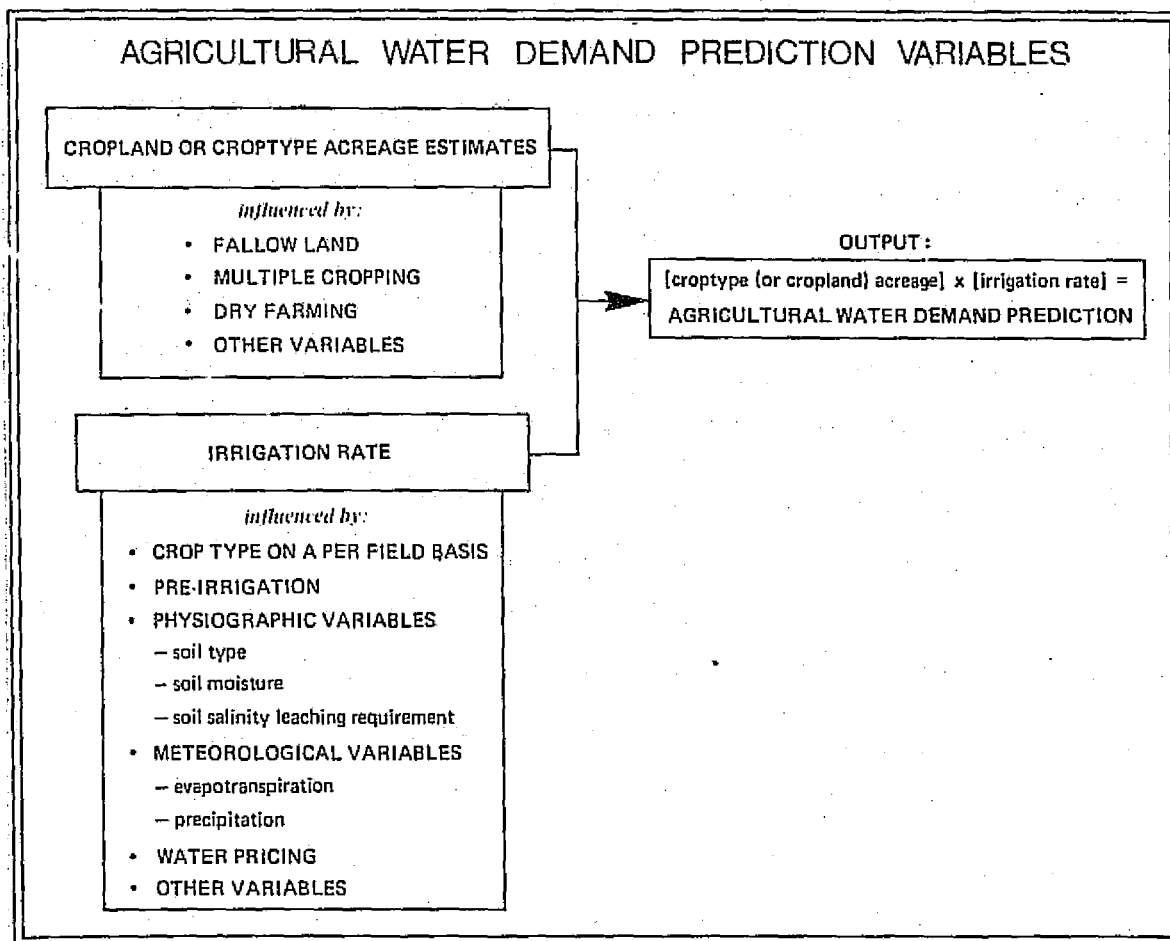 AGRICULTURAL WATER DEMAND PREDICTION VARIABLES
CROPLAND OR CROPTYPE ACREAGE ESTIMATES
influenced by:
• FALLOW LAND
• MULTIPLE CROPPING
• DRY FARMING
• OTHER VARIABLES
IRRIGATION RATE
influenced by:
• CROP TYPE ON A PER FIELD BASIS
• PRE-IRRIGATION
• PHYSIOGRAPHIC VARIABLES
– soil type
– soil moisture
– soil salinity leaching requirement
• METEOROLOGICAL VARIABLES
– evapotranspiration
– precipitation
• WATER PRICING
• OTHER VARIABLES
OUTPUT:
[croptype (or cropland) acreage] x [irrigation rate] =
AGRICULTURAL WATER DEMAND PREDICTION